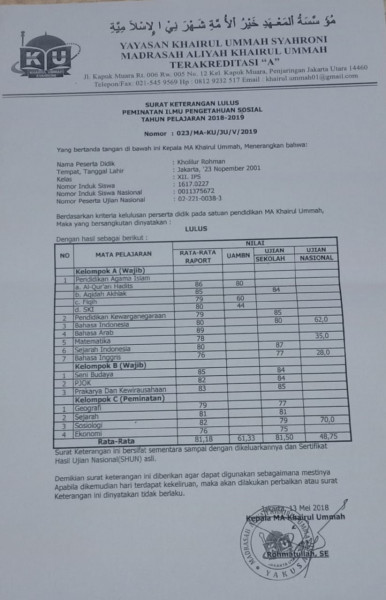 مؤسسة المعهد خير الأمة شهر ني الإسلامية
YAYASAN KHAIRUL UMMAH SYAHRONI
MADRASAH ALIYAH KHAIRUL UMMAH
TERAKREDITASI "A"
Jl. Kapuk Muara Rt. 006 Rw. 005 No. 12 Kel. Kapuk Muara, Penjaringan Jakarta Utara 14460
Telepon/Fax : 021-545 9569 Hp : 0812 9232 517 Email : khairul.ummah01@gmail.com
SURAT KETERANGAN LULUS
PEMINATAN ILMU PENGETAHUAN SOSIAL
TAHUN PELAJARAN 2018-2019
Nomor : 023/MA-KU/JU/V/2019
Yang bertanda tangan di bawah ini Kepala MA Khairul Ummah, Menerangkan bahwa:
Nama Peserta Didik : Kholilur Rohman
Tempat, Tanggal Lahir : Jakarta, 23 Nopember 2001
Kelas : XII. IPS
Nomor Induk Siswa : 1617.0227
Nomor Induk Siswa Nasional : 0011375672
Nomor Peserta Ujian Nasional : 02-221-0038-3
Berdasarkan kriteria kelulusan perserta didik pada satuan pendidikan MA Khairul Ummah,
Maka yang bersangkutan dinyatakan :
LULUS
Dengan hasil sebagai berikut :
NO MATA PELAJARAN NILAI
RATA-RATA RAPORT UAMBN UJIAN SEKOLAH UJIAN NASIONAL
Kelompok A (Wajib)
1 Pendidikan Agama Islam
a. Al-Qur'an Hadits 86 80
b. Aqidah Akhlak 85 84
c. Fiqih 79 60
d. SKI 80 44
2 Pendidikan Kewarganegaraan 79 85
3 Bahasa Indonesia 80 80 62,0
4 Bahasa Arab 89
5 Matematika 78 35,0
6 Sejarah Indonesia 80 87
7 Bahasa Inggris 76 77 28,0
Kelompok B (Wajib)
1 Seni Budaya 85 84
2 PJOK 82 84
3 Prakarya Dan Kewirausahaan 83 85
Kelompok C (Peminatan)
1 Geografi 79 77
2 Sejarah 81 81
3 Sosiologi 82 79 70,0
4 Ekonomi 76 75
Rata-Rata 81,18 61,33 81,50 48,75
Surat Keterangan ini bersifat sementara sampai dengan dikeluarkannya dan Sertifikat
Hasil Ujian Nasional(SHUN) asli.
Demikian surat keterangan ini diberikan agar dapat digunakan sebagaimana mestinya
Apabila dikemudian hari terdapat kekeliruan, maka akan dilakukan perbaikan atau surat
Keterangan ini dinyatakan tidak berlaku.
Jakarta, 13 Mei 2018
Kepala MA Khairul Ummah
Rohmatullah, SE